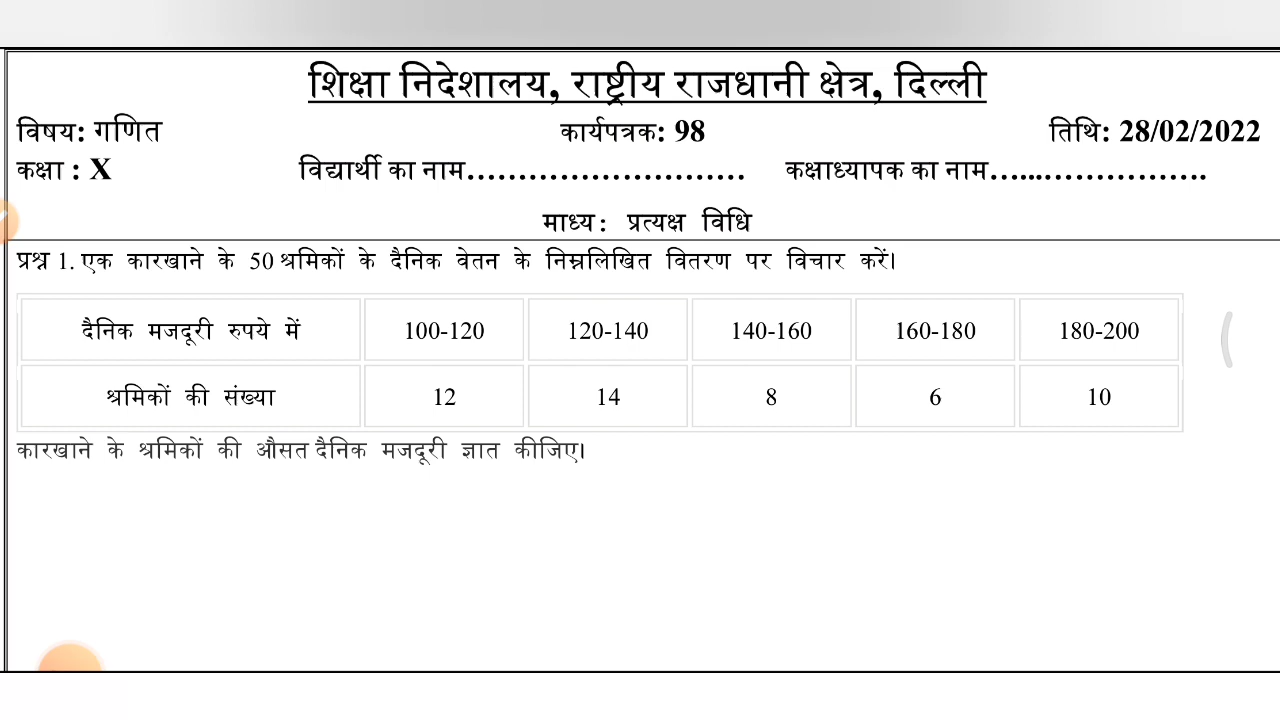 शिक्षा निदेशालय, राष्ट्रीय राजधानी क्षेत्र, दिल्ली
विषय: गणित कार्यपत्रक: 98 तिथि: 28/02/2022
कक्षा : X विद्यार्थी का नाम………………………. कक्षाध्यापक का नाम…...…………….
माध्य: प्रत्यक्ष विधि
प्रश्न 1. एक कारखाने के 50 श्रमिकों के दैनिक वेतन के निम्नलिखित वितरण पर विचार करें।
दैनिक मजदूरी रुपये में 100-120 120-140 140-160 160-180 180-200
श्रमिकों की संख्या 12 14 8 6 10
कारखाने के श्रमिकों की औसत दैनिक मजदूरी ज्ञात कीजिए।